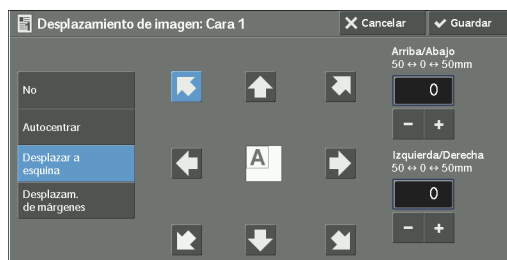 Desplazamiento de imagen: Cara 1
Cancelar
Guardar
No
Autocentrar
Desplazar a
esquina
Desplazam.
de márgenes
A
Arriba/Abajo
50 ↔ 0 ↔ 50mm
0
− +
Izquierda/Derecha
50 ↔ 0 ↔ 50mm
0
− +